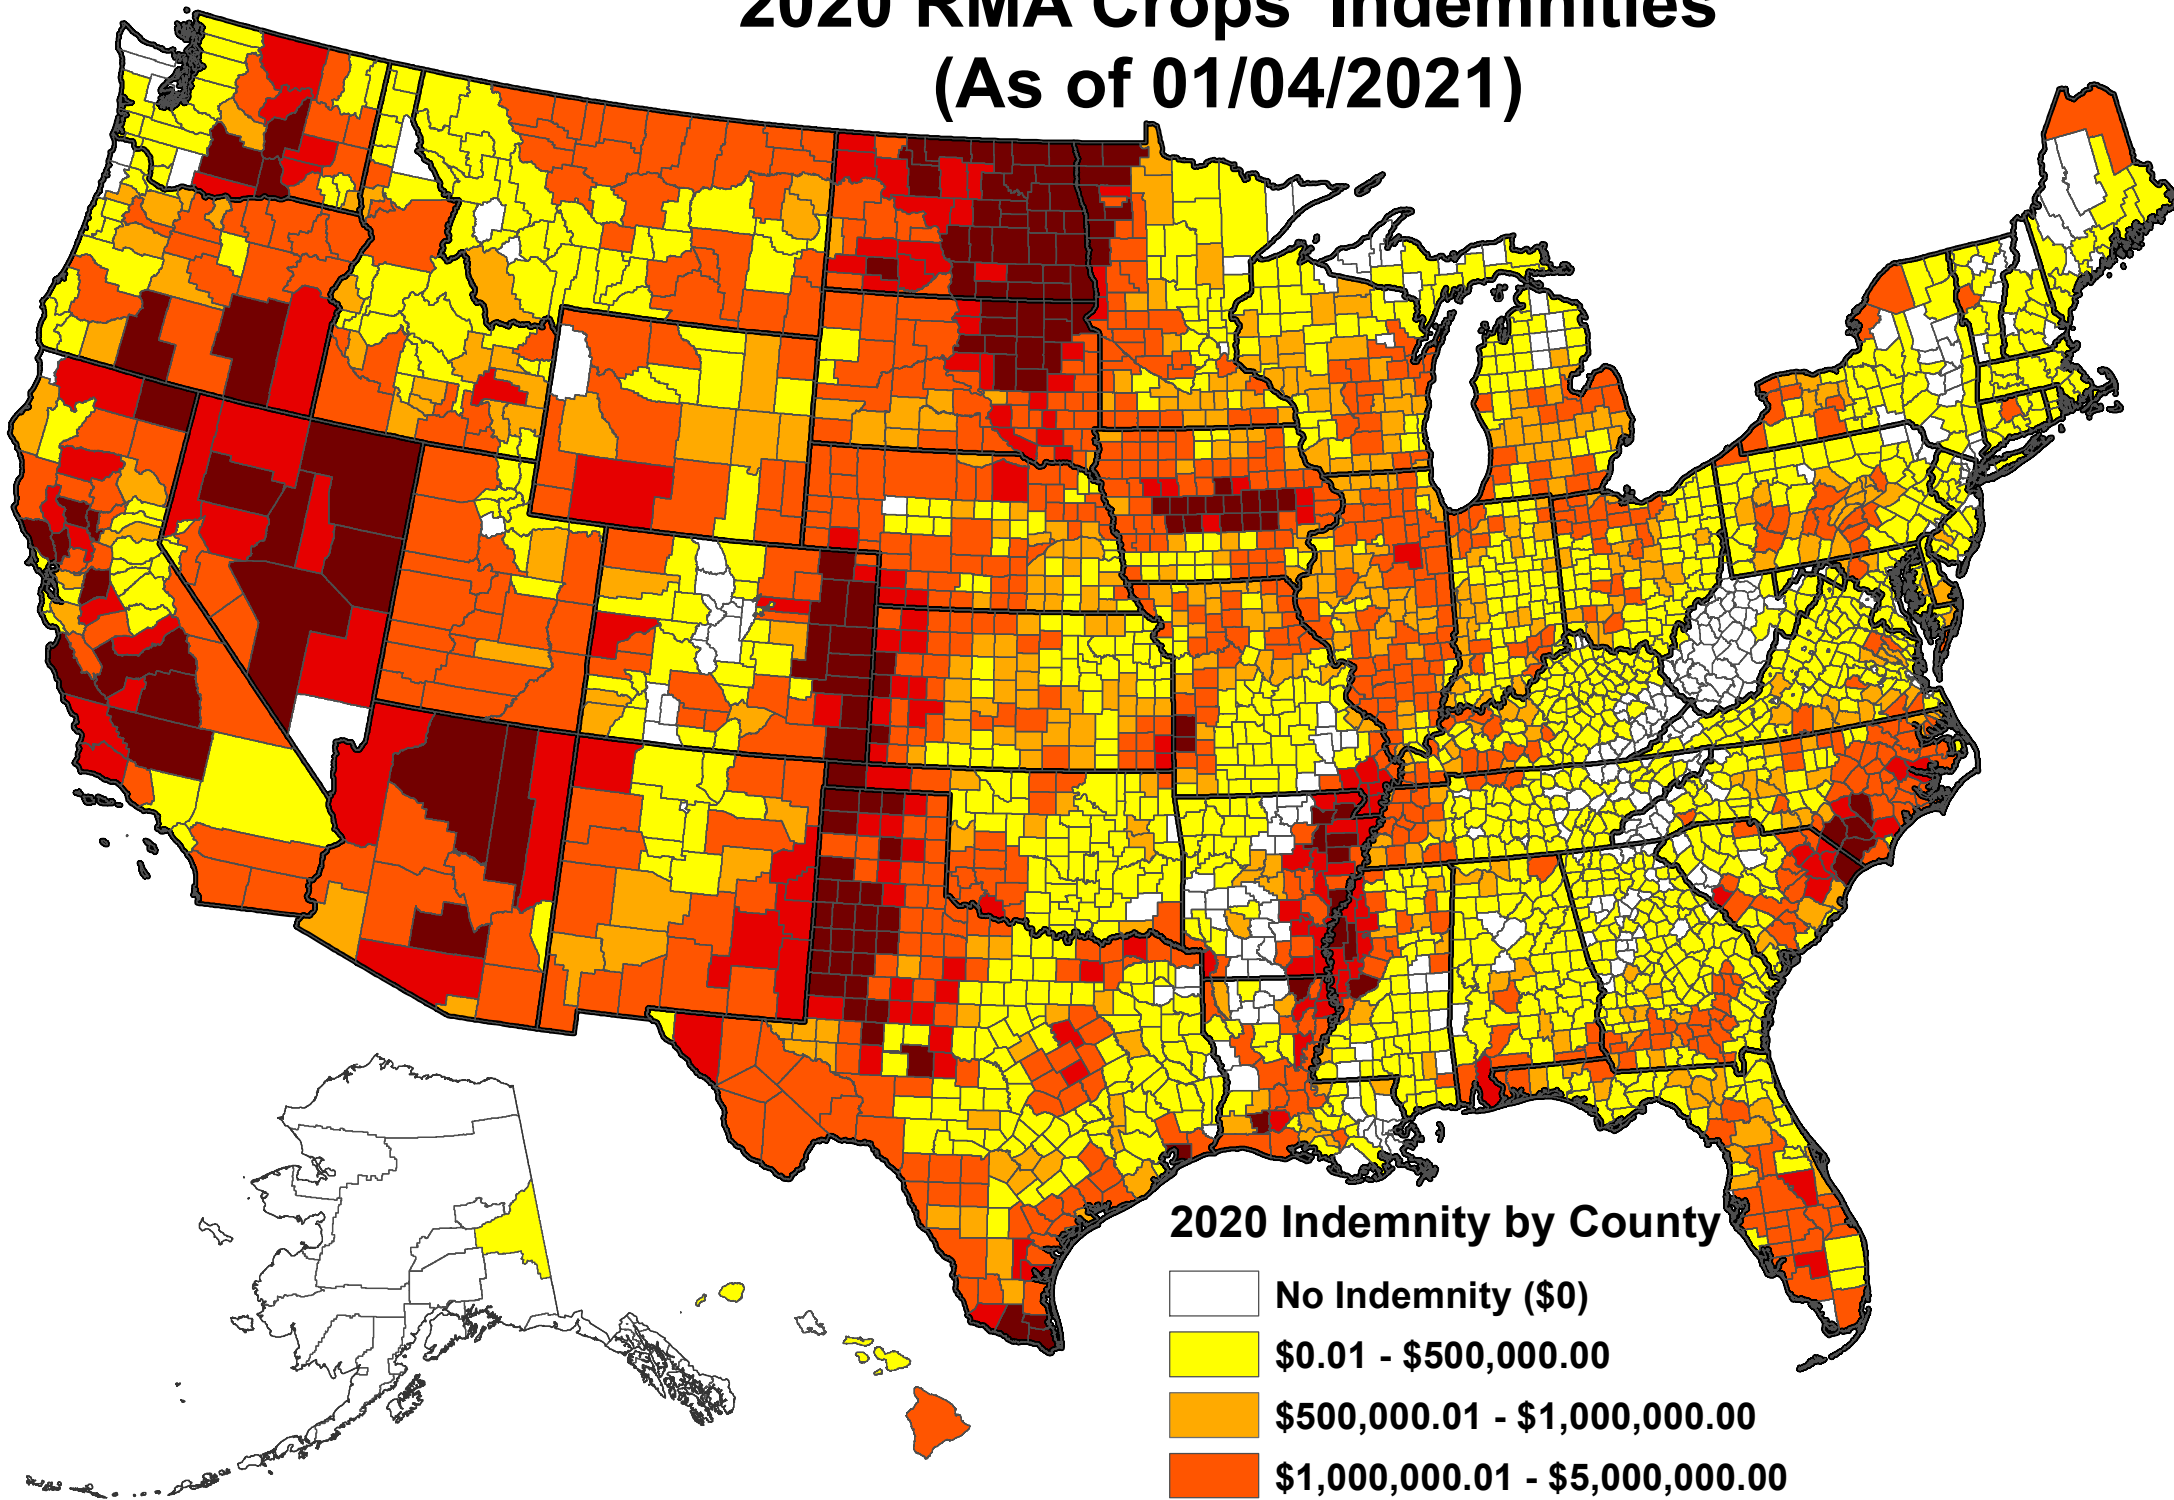 2020 RMA Crops' Indemnities
(As of 01/04/2021)
2020 Indemnity by County
No Indemnity ($0)
$0.01 - $500,000.00
$500,000.01 - $1,000,000.00
$1,000,000.01 - $5,000,000.00